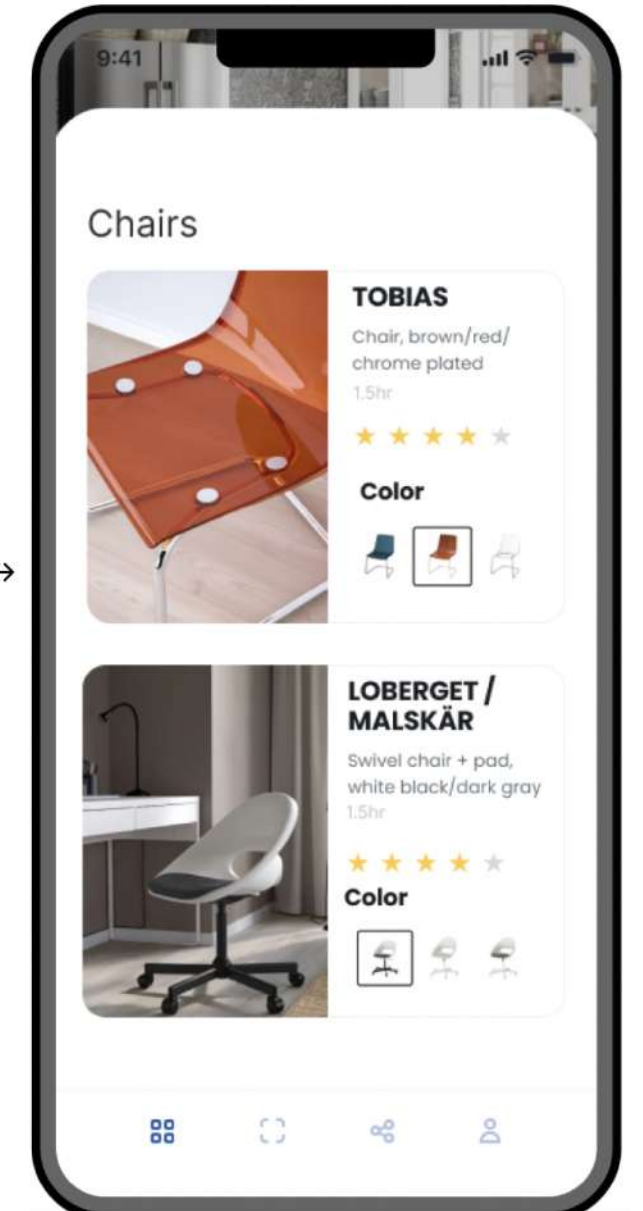 9:41
Chairs
TOBIAS
Chair, brown/red/
chrome plated
1.5hr
Color
LOBERGET /
MALSKÄR
Swivel chair + pad,
white black/dark gray
1.5hr
Color